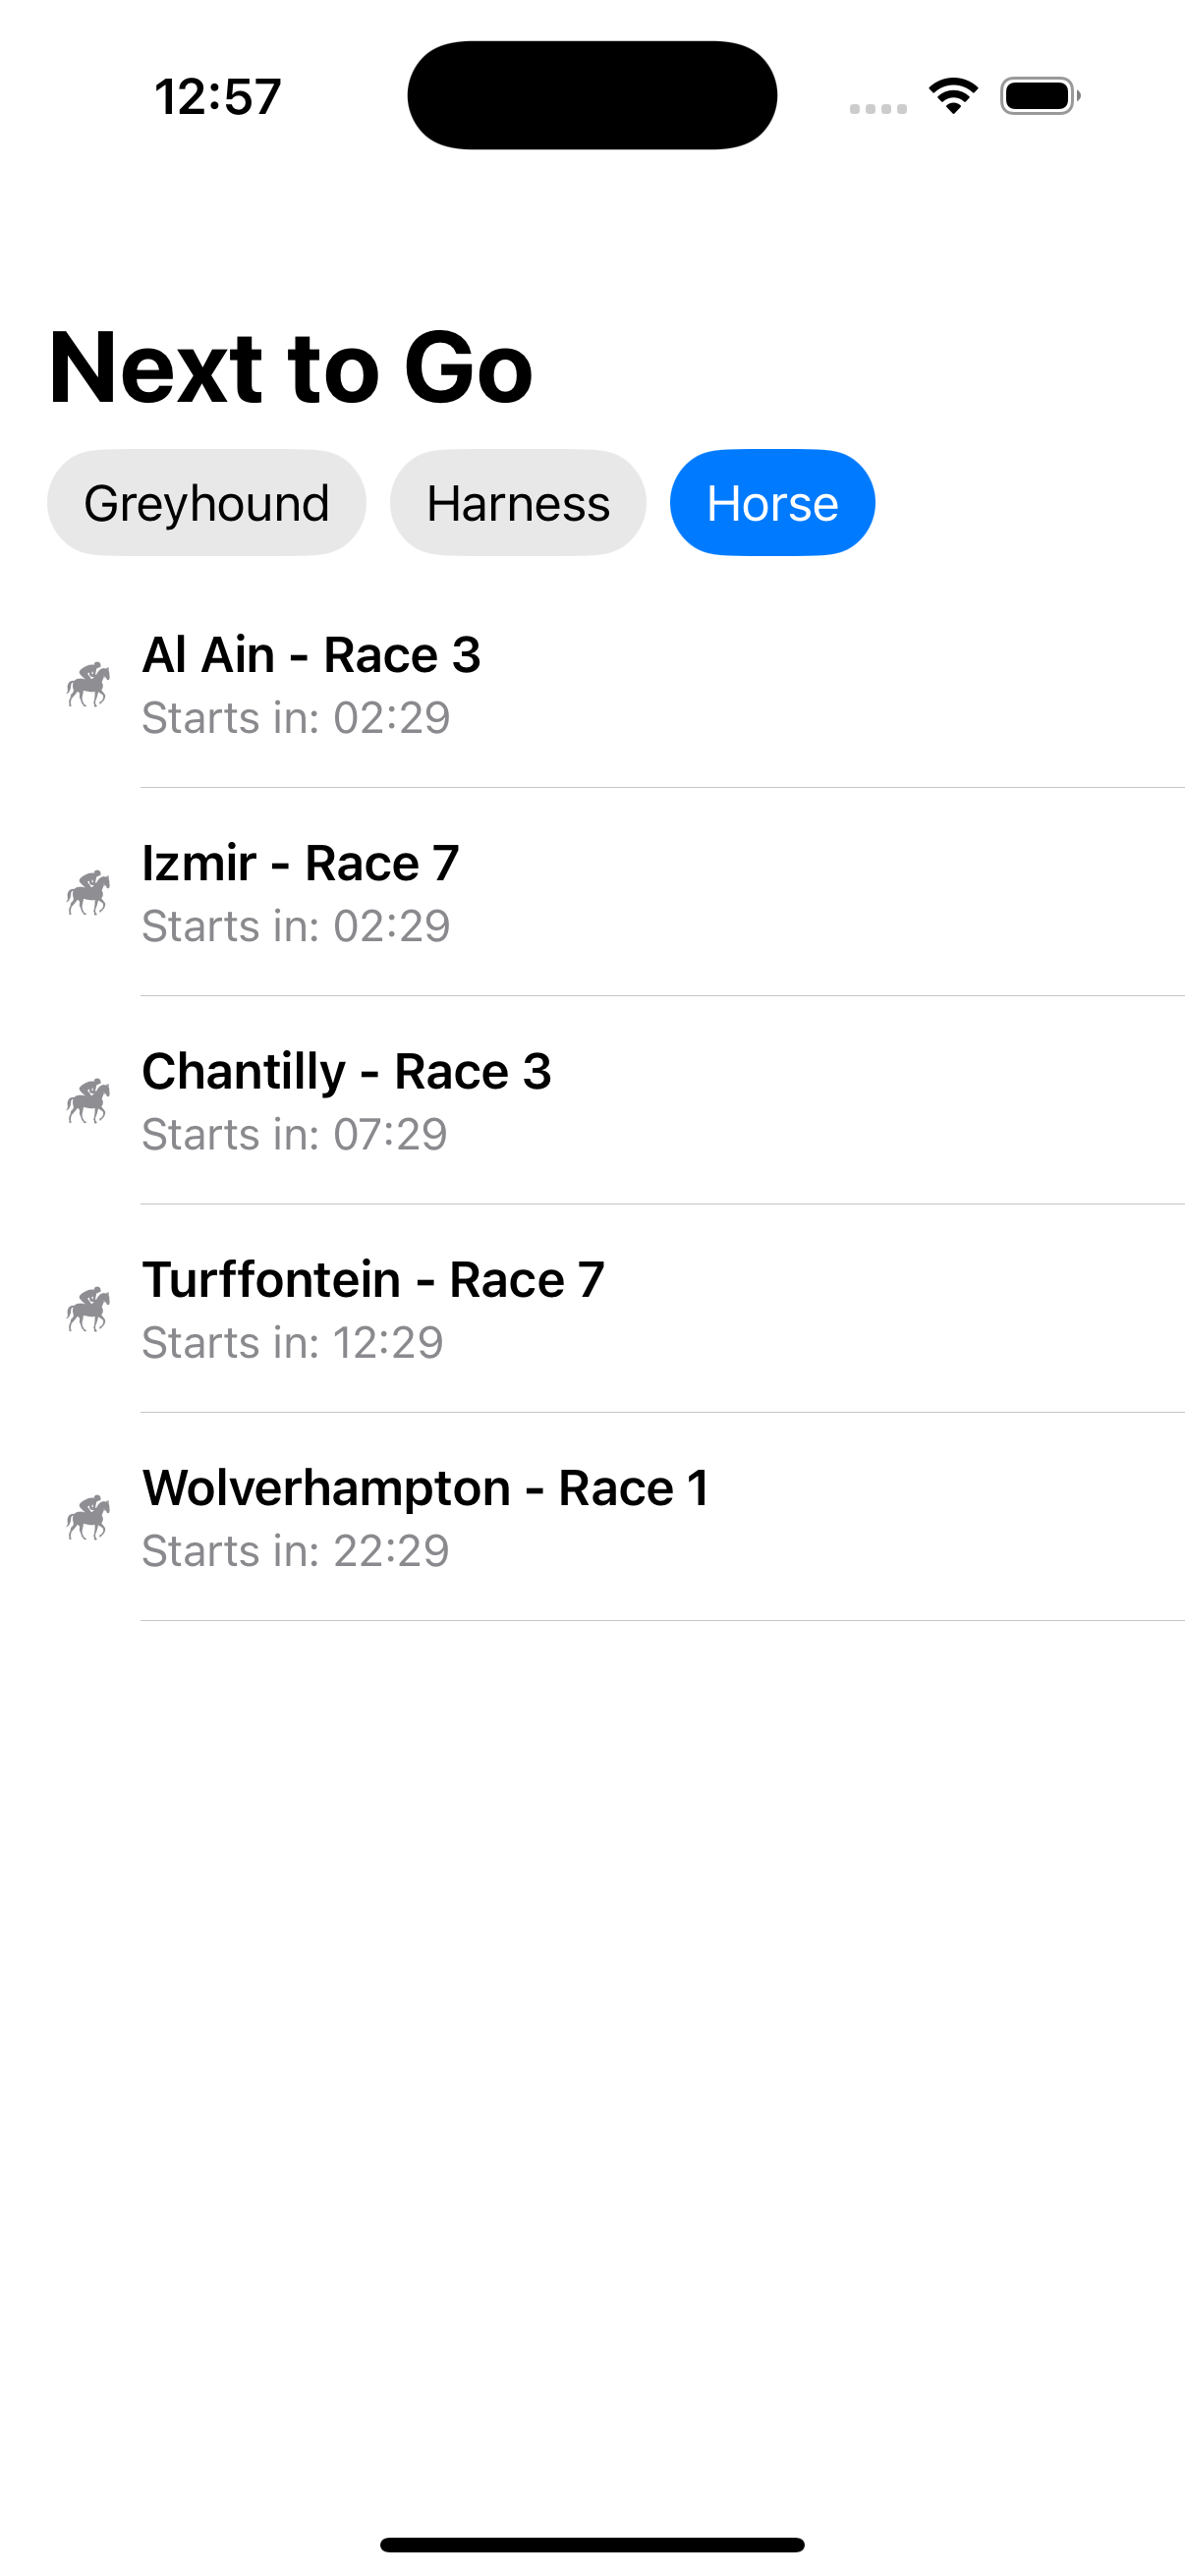 12:57
Next to Go
Greyhound Harness Horse
Al Ain - Race 3
Starts in: 02:29
Izmir - Race 7
Starts in: 02:29
Chantilly - Race 3
Starts in: 07:29
Turffontein - Race 7
Starts in: 12:29
Wolverhampton - Race 1
Starts in: 22:29